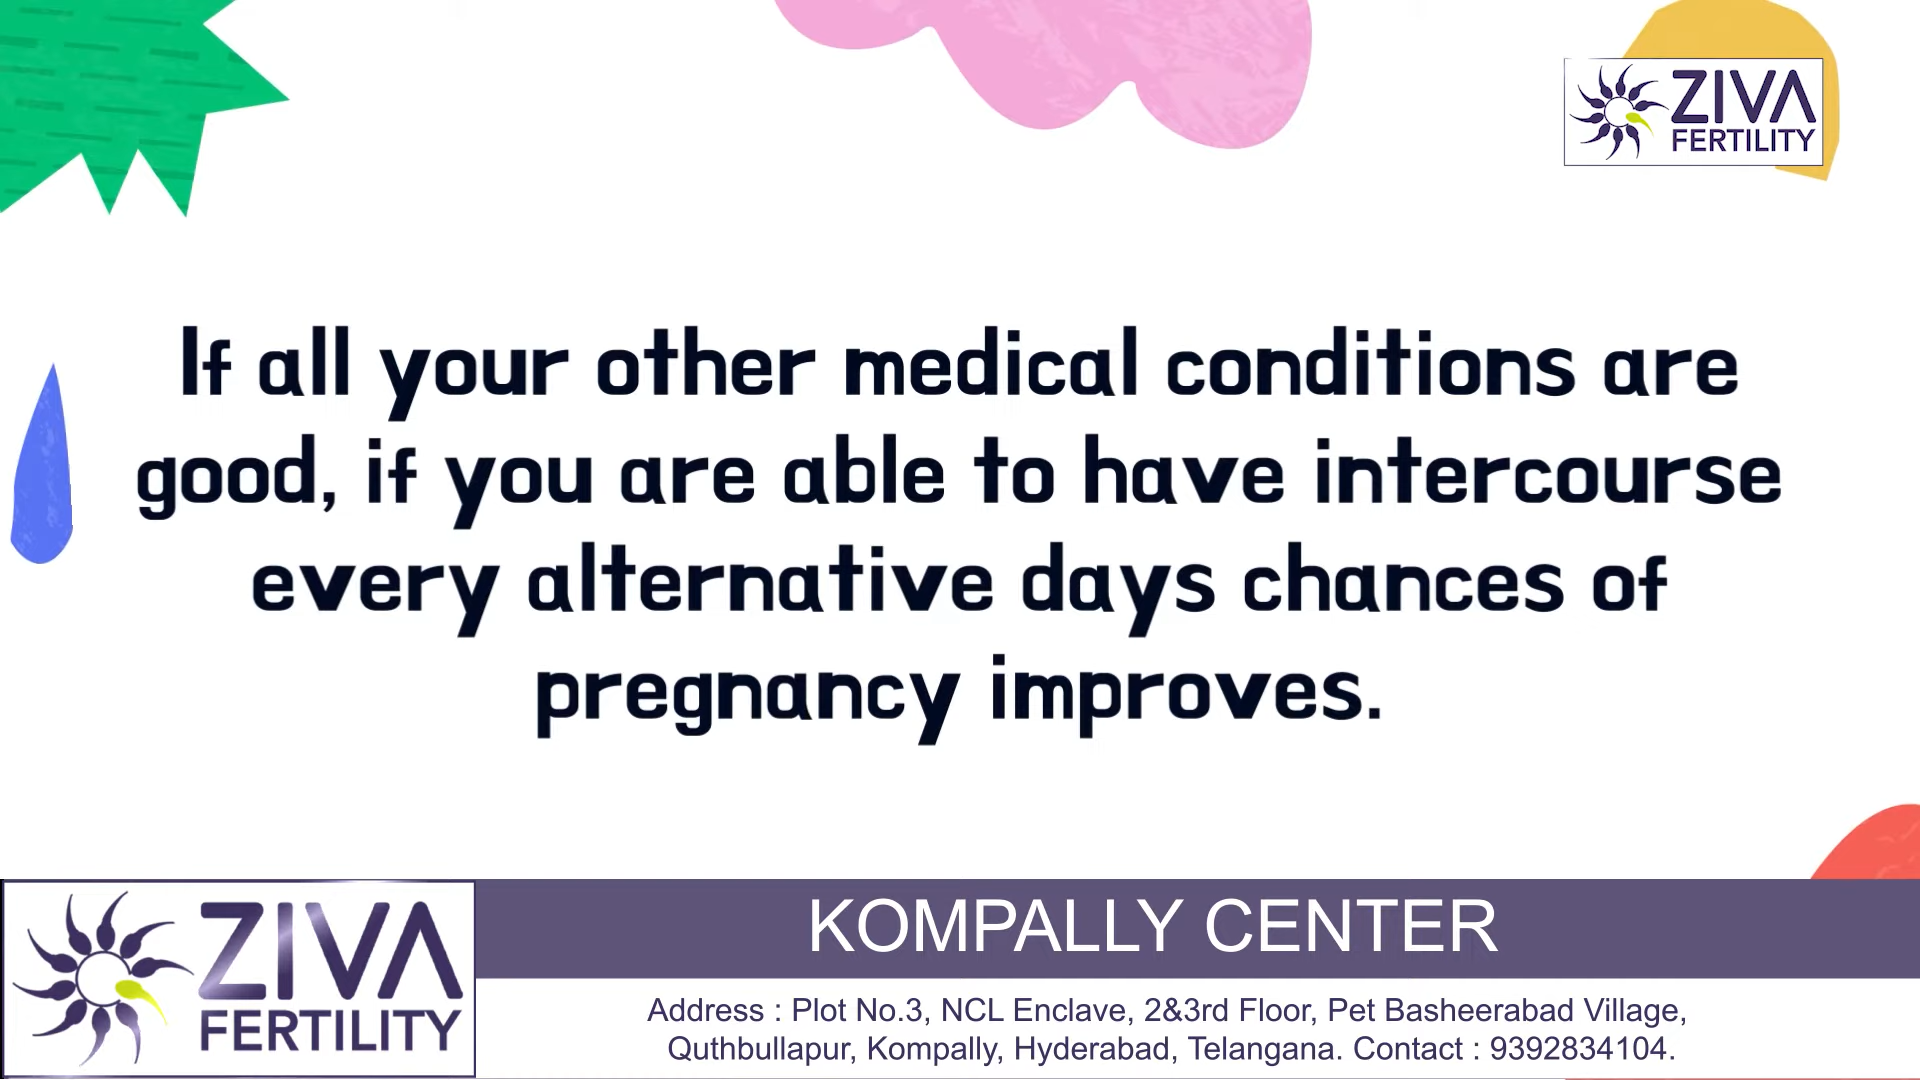 ZIVA
FERTILITY
If all your other medical conditions are
good, if you are able to have intercourse
every alternative days chances of
pregnancy improves.
ZIVA
FERTILITY
KOMPALLY CENTER
Address : Plot No.3, NCL Enclave, 2&3rd Floor, Pet Basheerabad Village,
Quthbullapur, Kompally, Hyderabad, Telangana. Contact : 9392834104.